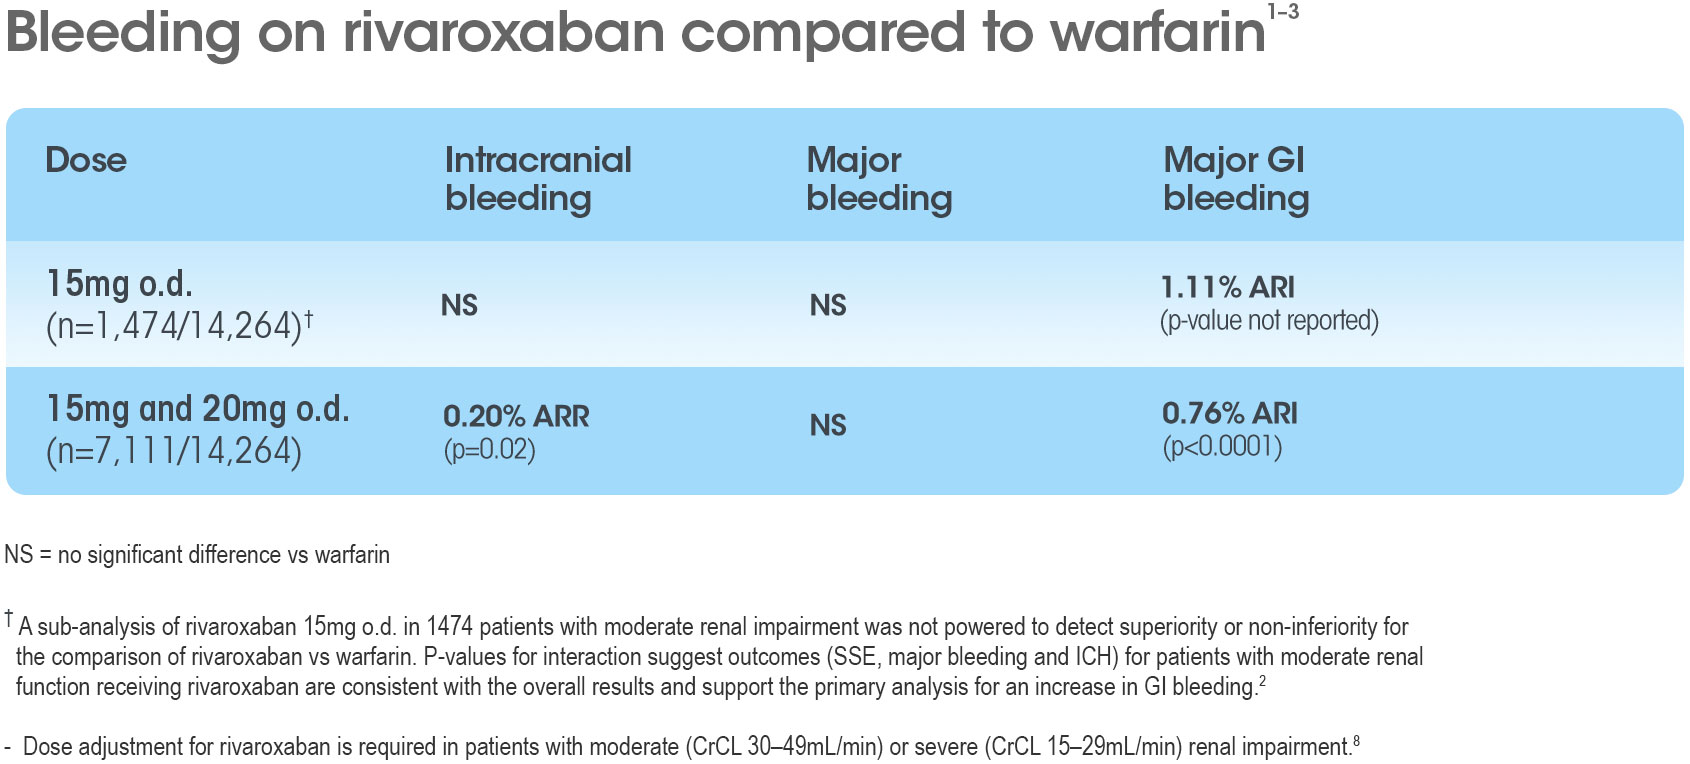 Bleeding on rivaroxaban compared to warfarin1–3
Dose Intracranial bleeding Major bleeding Major GI bleeding
15mg o.d.
(n=1,474/14,264)†
NS
NS
1.11% ARI
(p-value not reported)
15mg and 20mg o.d.
(n=7,111/14,264)
0.20% ARR
(p=0.02)
NS
0.76% ARI
(p<0.0001)
NS = no significant difference vs warfarin
† A sub-analysis of rivaroxaban 15mg o.d. in 1474 patients with moderate renal impairment was not powered to detect superiority or non-inferiority for
the comparison of rivaroxaban vs warfarin. P-values for interaction suggest outcomes (SSE, major bleeding and ICH) for patients with moderate renal
function receiving rivaroxaban are consistent with the overall results and support the primary analysis for an increase in GI bleeding.2
- Dose adjustment for rivaroxaban is required in patients with moderate (CrCL 30–49mL/min) or severe (CrCL 15–29mL/min) renal impairment.8